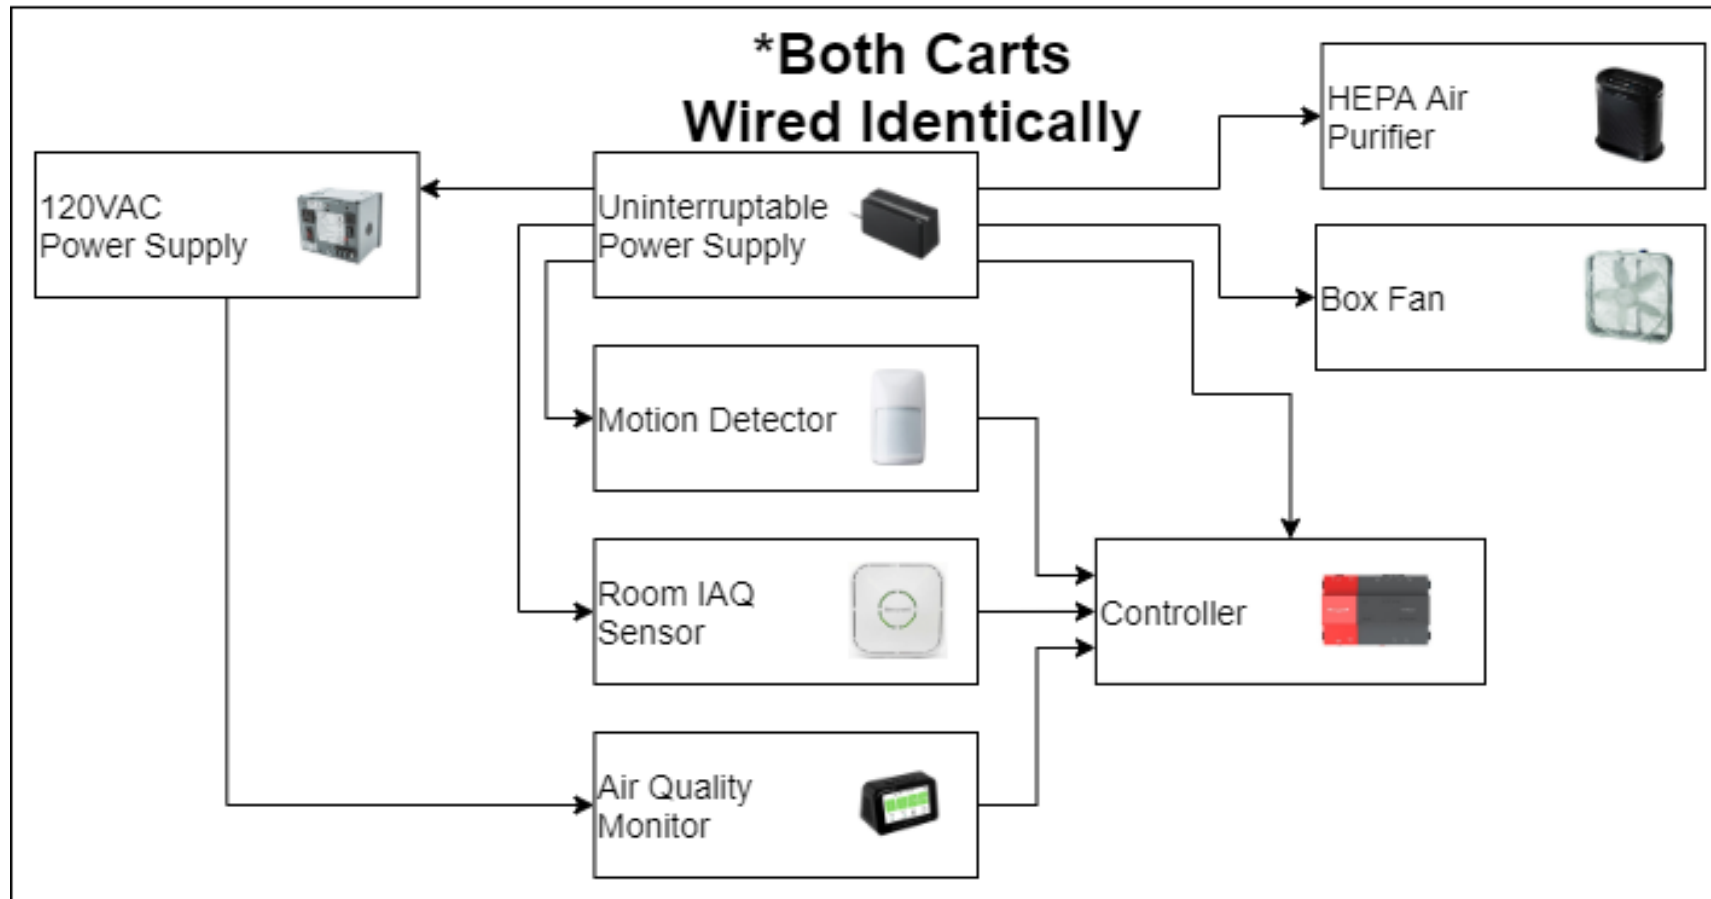 *Both Carts
Wired Identically
HEPA Air
Purifier
120VAC
Power Supply
Uninterruptable
Power Supply
Box Fan
Motion Detector
Room IAQ
Sensor
Controller
Air Quality
Monitor